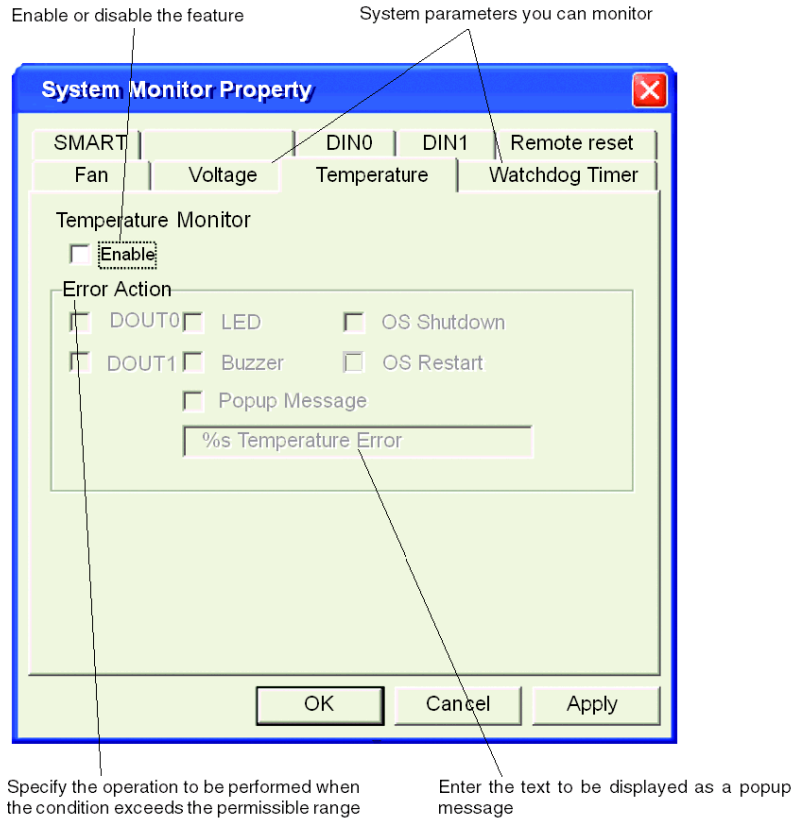 Enable or disable the feature
System parameters you can monitor
System Monitor Property
SMART DIN0 DIN1 Remote reset
Fan Voltage Temperature Watchdog Timer
Temperature Monitor
Enable
Error Action
DOUT0 LED OS Shutdown
DOUT1 Buzzer OS Restart
Popup Message
%s Temperature Error
OK Cancel Apply
Specify the operation to be performed when
the condition exceeds the permissible range
Enter the text to be displayed as a popup
message